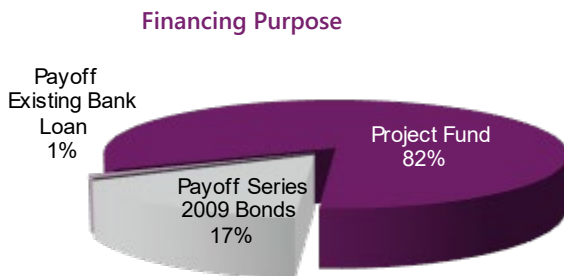 Financing Purpose
Payoff
Existing Bank
Loan
1%
Project Fund
82%
Payoff Series
2009 Bonds
17%